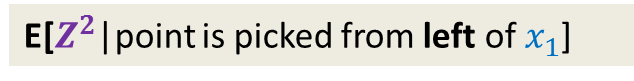 E[Z² | point is picked from left of x₁]